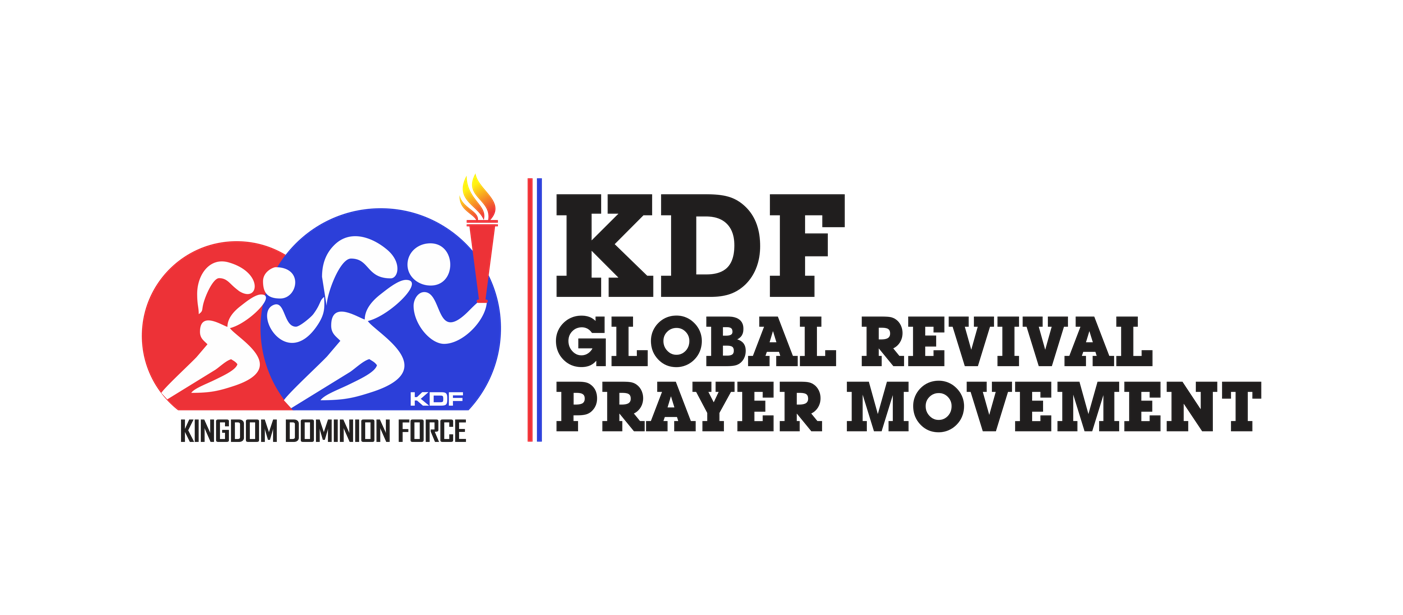 KDF
KINGDOM DOMINION FORCE
KDF
GLOBAL REVIVAL
PRAYER MOVEMENT